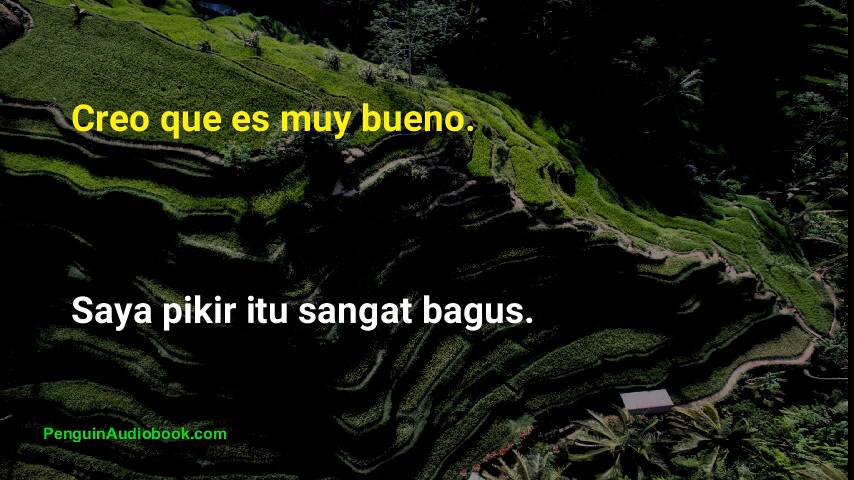 Creo que es muy bueno.
Saya pikir itu sangat bagus.
PenguinAudiobook.com